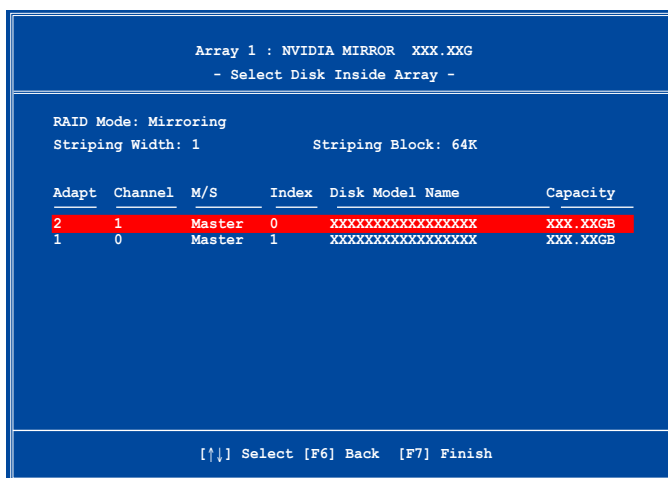 Array 1 : NVIDIA MIRROR XXX.XXG
- Select Disk Inside Array -
RAID Mode: Mirroring
Striping Width: 1 Striping Block: 64K
Adapt Channel M/S Index Disk Model Name Capacity
2 1 Master 0 XXXXXXXXXXXXXXXXX XXX.XXGB
1 0 Master 1 XXXXXXXXXXXXXXXXX XXX.XXGB
[↑↓] Select [F6] Back [F7] Finish